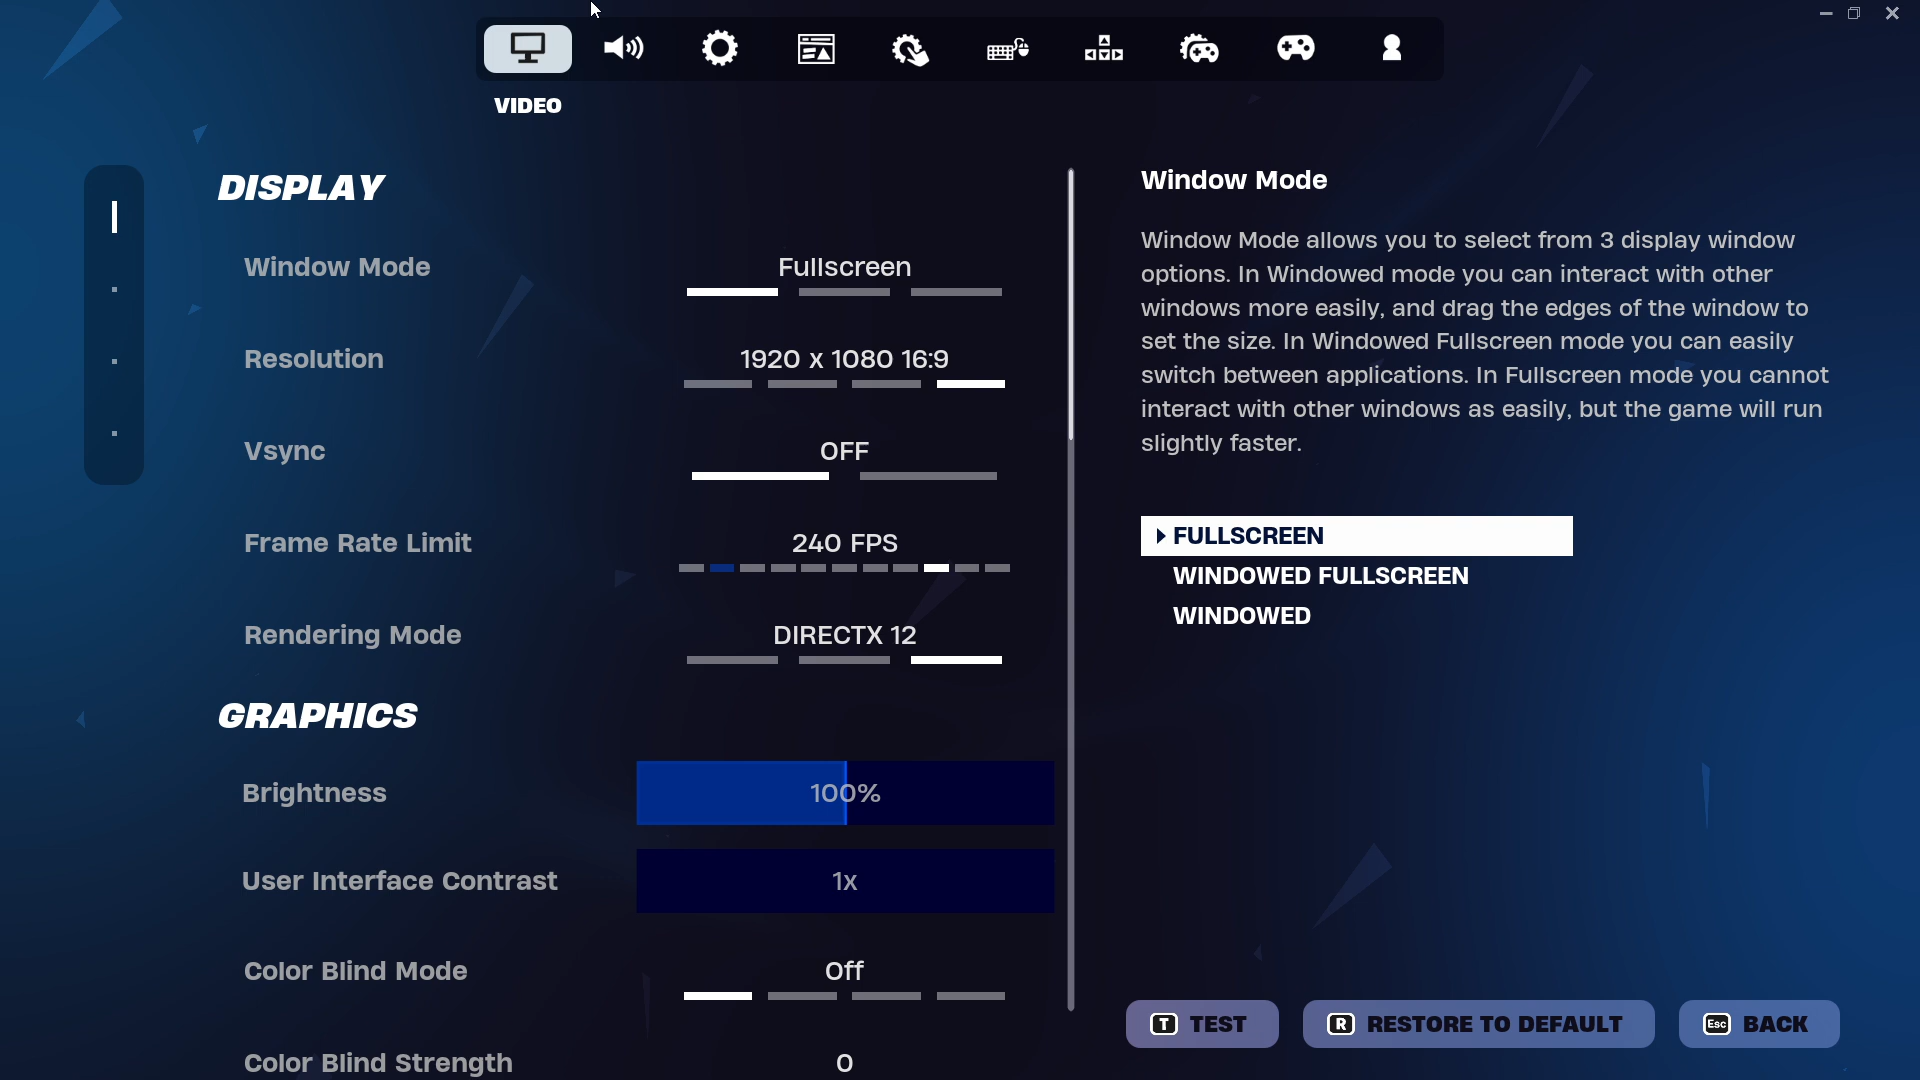 VIDEO
DISPLAY
Window Mode
Fullscreen
Resolution
1920 x 1080 16:9
Vsync
OFF
Frame Rate Limit
240 FPS
Rendering Mode
DIRECTX 12
GRAPHICS
Brightness
100%
User Interface Contrast
1x
Color Blind Mode
Off
Color Blind Strength
0
Window Mode
Window Mode allows you to select from 3 display window
options. In Windowed mode you can interact with other
windows more easily, and drag the edges of the window to
set the size. In Windowed Fullscreen mode you can easily
switch between applications. In Fullscreen mode you cannot
interact with other windows as easily, but the game will run
slightly faster.
FULLSCREEN
WINDOWED FULLSCREEN
WINDOWED
T TEST
R RESTORE TO DEFAULT
Esc BACK